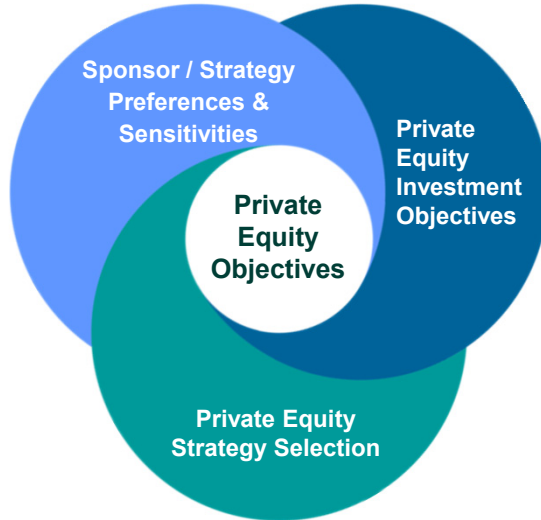 Sponsor / Strategy
Preferences &
Sensitivities
Private
Equity
Investment
Objectives
Private
Equity
Objectives
Private Equity
Strategy Selection